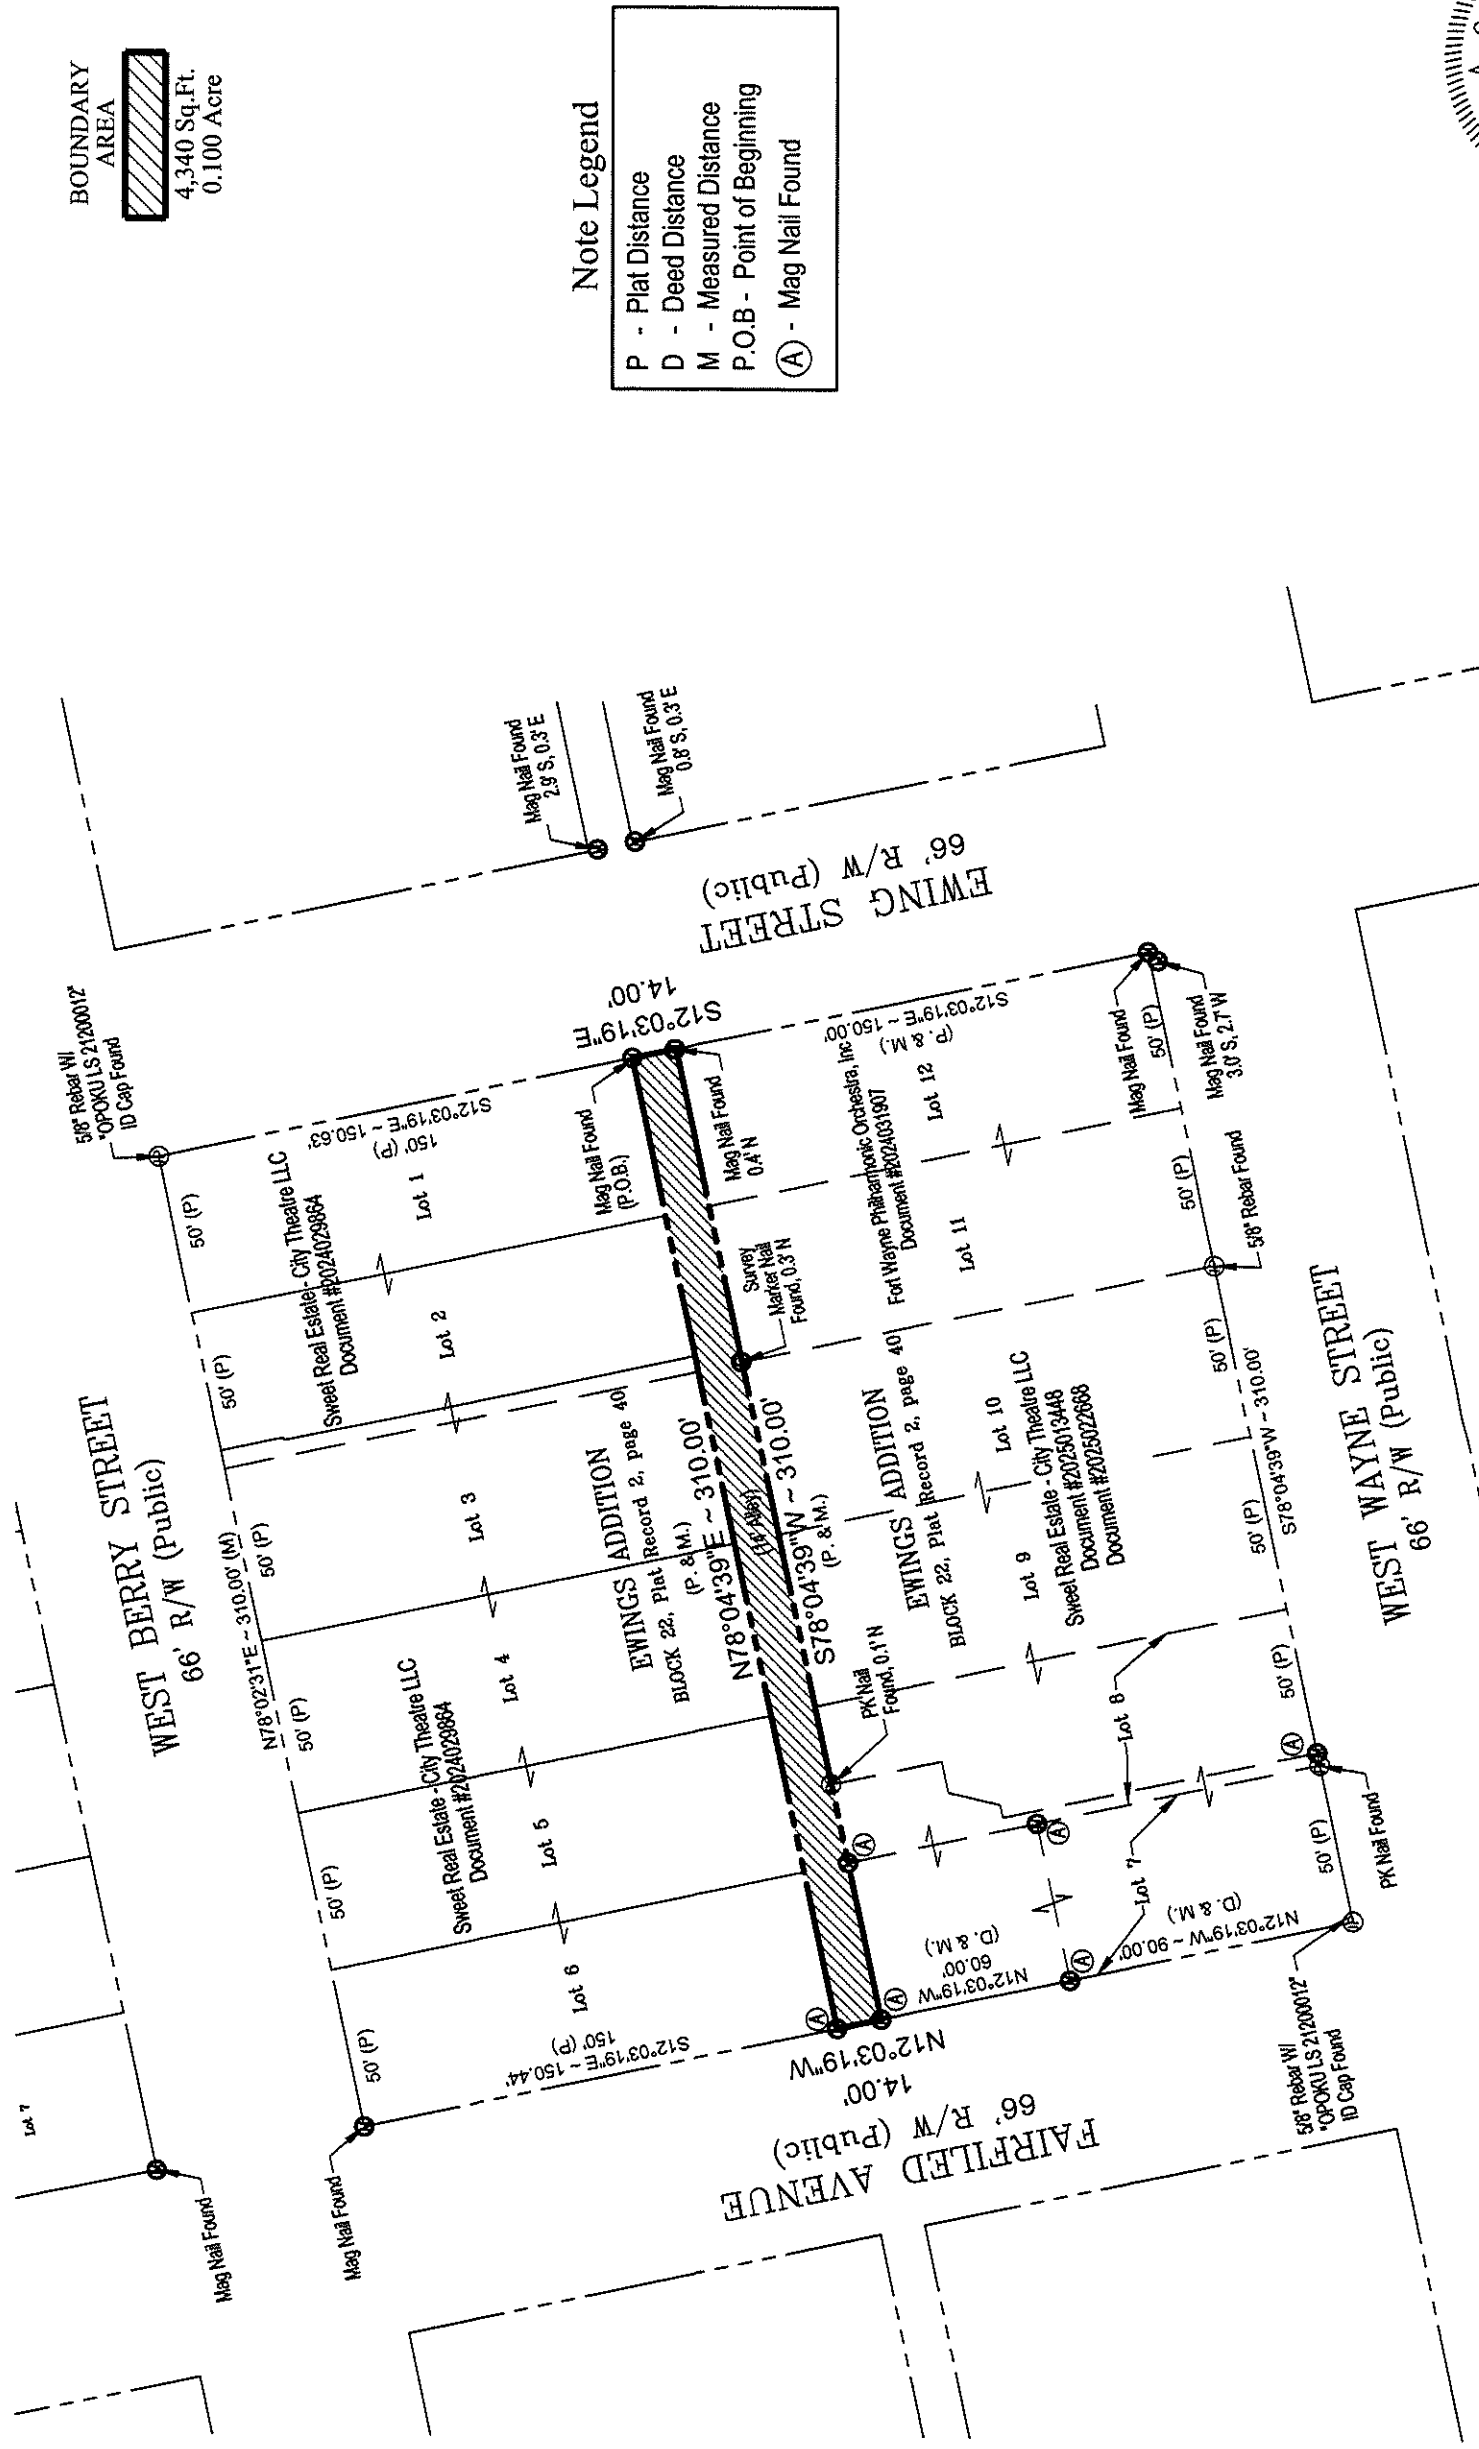 BOUNDARY
AREA
4,340 Sq.Ft.
0.100 Acre
Note Legend
P - Plat Distance
D - Deed Distance
M - Measured Distance
P.O.B - Point of Beginning
(A) - Mag Nail Found
Lot 7
Mag Nail Found
WEST BERRY STREET
66' R/W (Public)
N78°02'31"E ~ 310.00' (M)
Mag Nail Found
50' (P)
50' (P)
50' (P)
50' (P)
50' (P)
50' (P)
5/8" Rebar W/
"OPOKU LS 21200012"
ID Cap Found
S12°03'19"E ~ 150.44'
150' (P)
Lot 6
Lot 5
Sweet Real Estate - City Theatre LLC
Document #2024029864
Lot 4
Lot 3
Lot 2
Sweet Real Estate - City Theatre LLC
Document #2024029864
Lot 1
S12°03'19"E ~ 150.63'
150' (P)
EWINGS ADDITION
BLOCK 22, Plat Record 2, page 40
(P. & M.)
N78°04'39"E ~ 310.00'
(14' Alley)
S78°04'39"W ~ 310.00'
(P. & M.)
Mag Nail Found
(P.O.B.)
S12°03'19"E
14.00'
Mag Nail Found
0.4' N
Survey
Marker Nail
Found, 0.3' N
PK Nail
Found, 0.1' N
A
A
N12°03'19"W
14.00'
FAIRFILED AVENUE
66' R/W (Public)
A
N12°03'19"W
60.00'
(D. & M.)
A
A
N12°03'19"W ~ 90.00'
(D. & M.)
Lot 7
Lot 8
EWINGS ADDITION
BLOCK 22, Plat Record 2, page 40
Lot 9
Lot 10
Sweet Real Estate - City Theatre LLC
Document #2025013448
Document #2025022668
Lot 11
Lot 12
Fort Wayne Philharmonic Orchestra, Inc
Document #2024031907
S12°03'19"E ~ 150.00'
(P. & M.)
EWING STREET
66' R/W (Public)
Mag Nail Found
2.9' S, 0.3' E
Mag Nail Found
0.8' S, 0.3' E
5/8" Rebar W/
"OPOKU LS 21200012"
ID Cap Found
50' (P)
PK Nail Found
A
50' (P)
50' (P)
S78°04'39"W ~ 310.00'
50' (P)
5/8" Rebar Found
50' (P)
50' (P)
Mag Nail Found
Mag Nail Found
3.0' S, 2.7' W
WEST WAYNE STREET
66' R/W (Public)